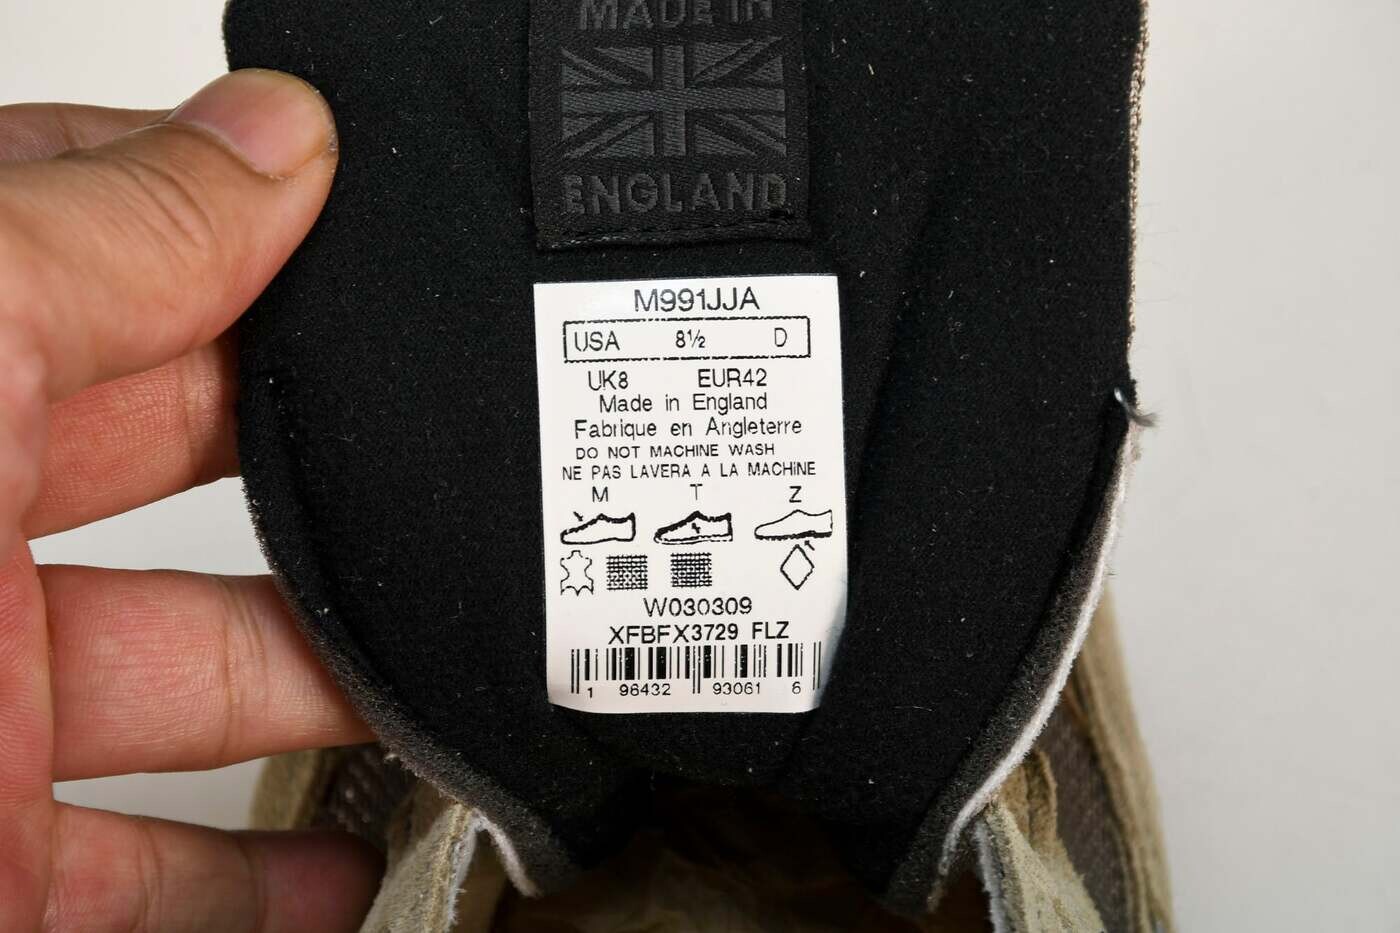 MADE IN
ENGLAND
M991JJA
USA 8½ D
UK8 EUR42
Made in England
Fabrique en Angleterre
DO NOT MACHINE WASH
NE PAS LAVERA A LA MACHINE
M T Z
W030309
XFBFX3729 FLZ
1 96432 93061 6